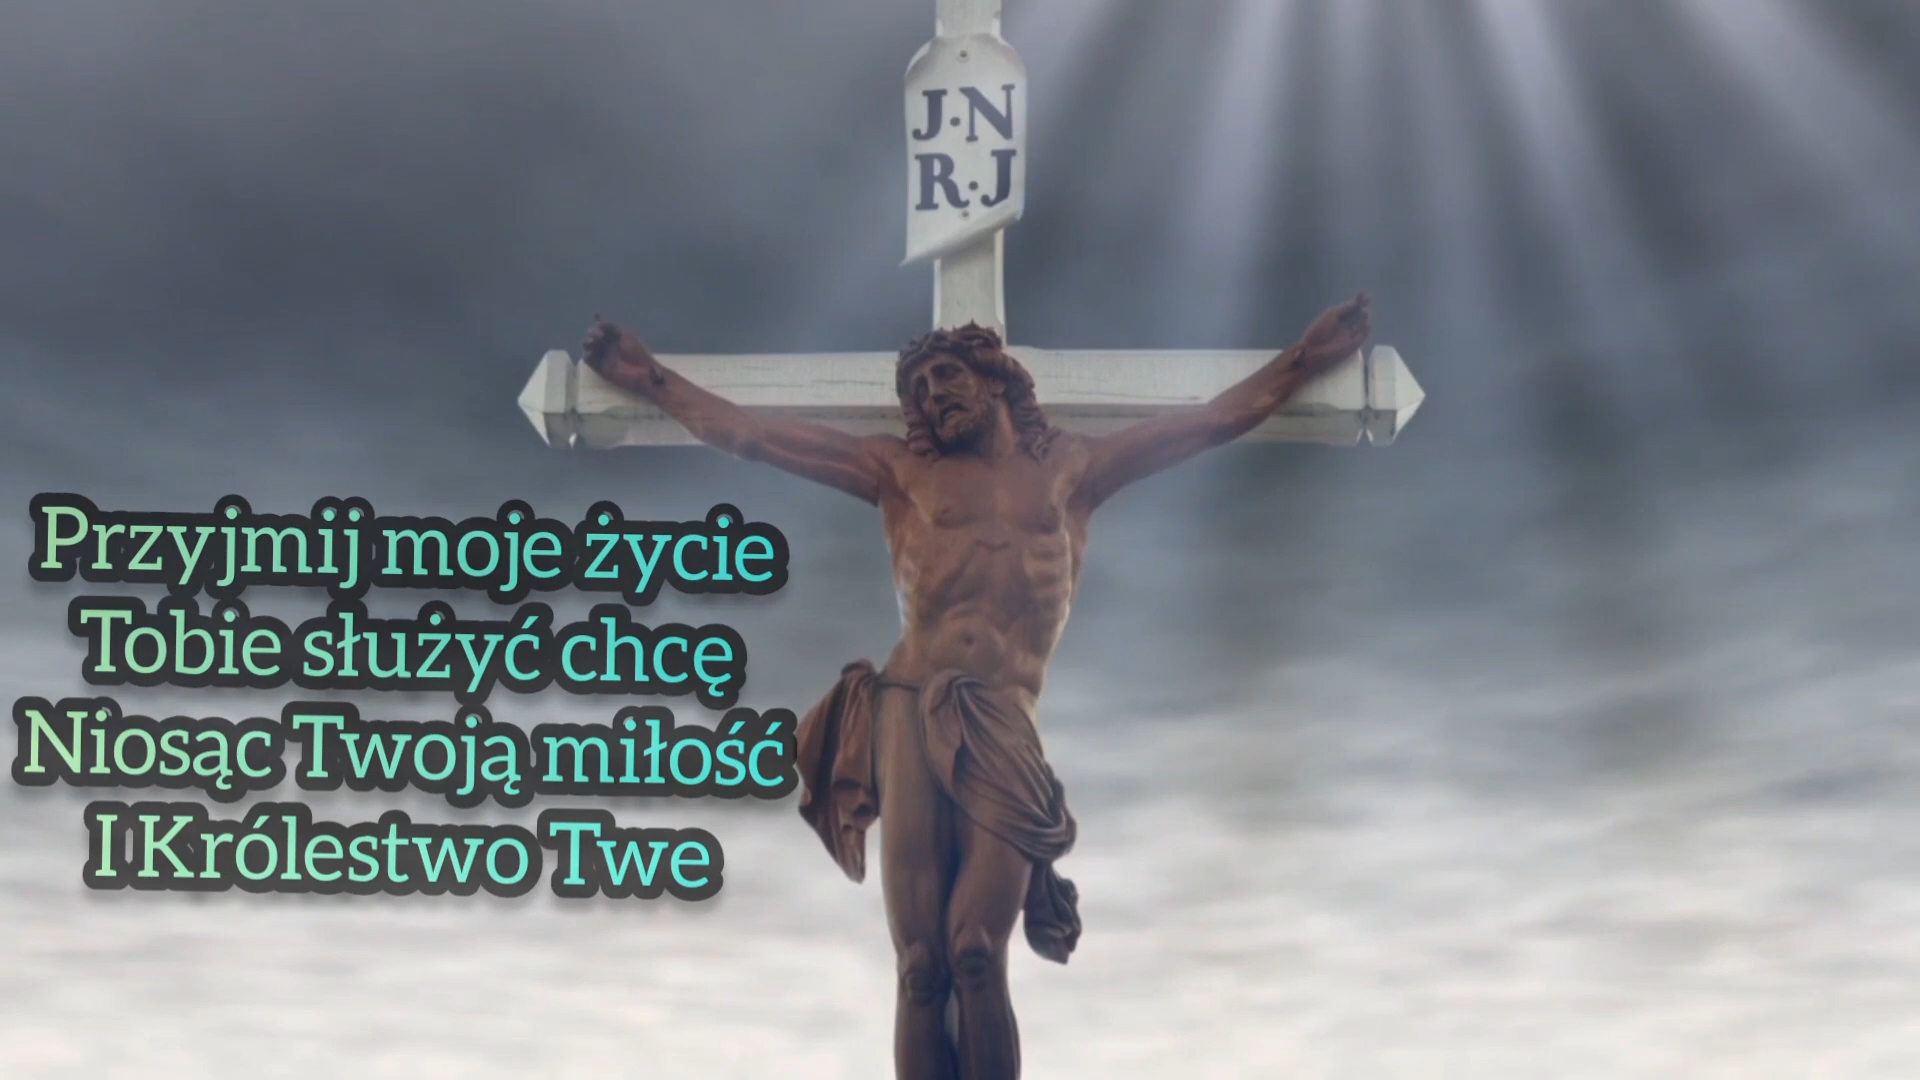 J·N
R·J
Przyjmij moje życie
Tobie służyć chcę
Niosąc Twoją miłość
I Królestwo Twe